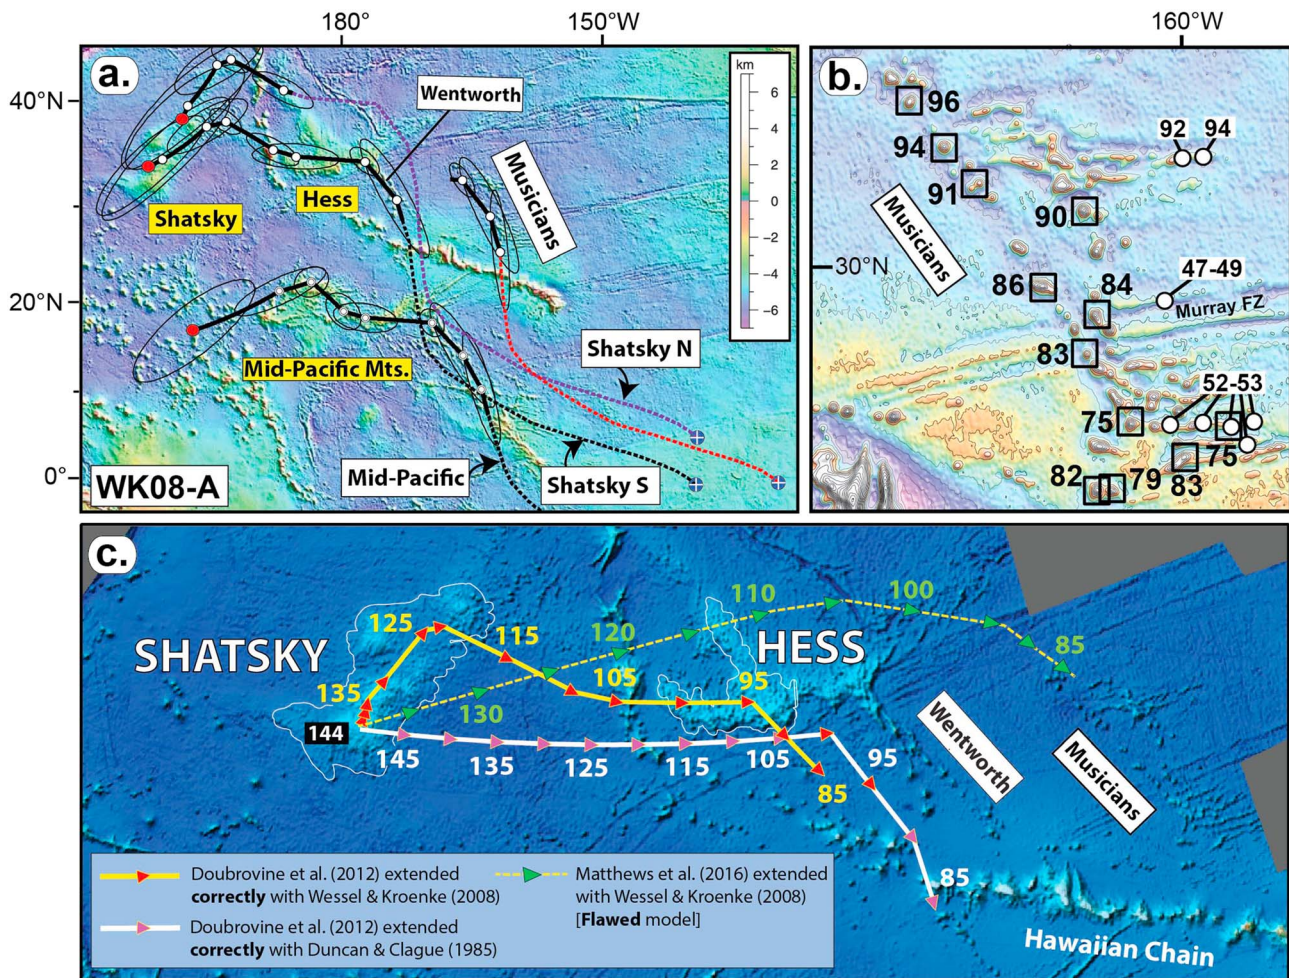 180°
150°W
160°W
a.
km
6
4
2
0
−2
−4
−6
40°N
20°N
0°
Wentworth
Musicians
Hess
Shatsky
Mid-Pacific Mts.
Shatsky N
Mid-Pacific
Shatsky S
WK08-A
b.
96
92
94
94
91
Musicians
90
30°N
86
84
47-49
Murray FZ
83
52-53
75
75
82
79
83
c.
110
100
125
115
120
SHATSKY
HESS
85
135
105
95
130
144
145
135
125
115
105
95
85
Wentworth
Musicians
85
Hawaiian Chain
Doubrovine et al. (2012) extended
correctly with Wessel & Kroenke (2008)
Doubrovine et al. (2012) extended
correctly with Duncan & Clague (1985)
Matthews et al. (2016) extended
with Wessel & Kroenke (2008)
[Flawed model]